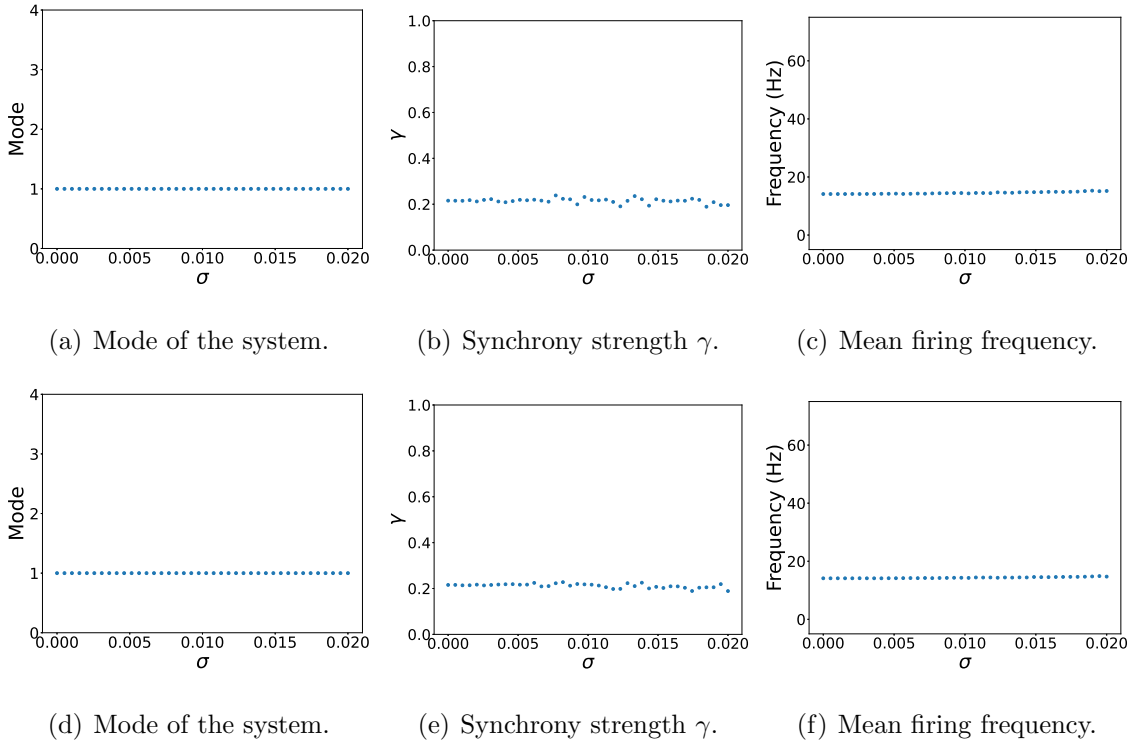 4
3
2
1
0
Mode
0.000 0.005 0.010 0.015 0.020
σ
1.0
0.8
0.6
0.4
0.2
0.0
γ
0.000 0.005 0.010 0.015 0.020
σ
60
40
20
0
Frequency (Hz)
0.000 0.005 0.010 0.015 0.020
σ
(a) Mode of the system.
(b) Synchrony strength γ.
(c) Mean firing frequency.
4
3
2
1
0
Mode
0.000 0.005 0.010 0.015 0.020
σ
1.0
0.8
0.6
0.4
0.2
0.0
γ
0.000 0.005 0.010 0.015 0.020
σ
60
40
20
0
Frequency (Hz)
0.000 0.005 0.010 0.015 0.020
σ
(d) Mode of the system.
(e) Synchrony strength γ.
(f) Mean firing frequency.